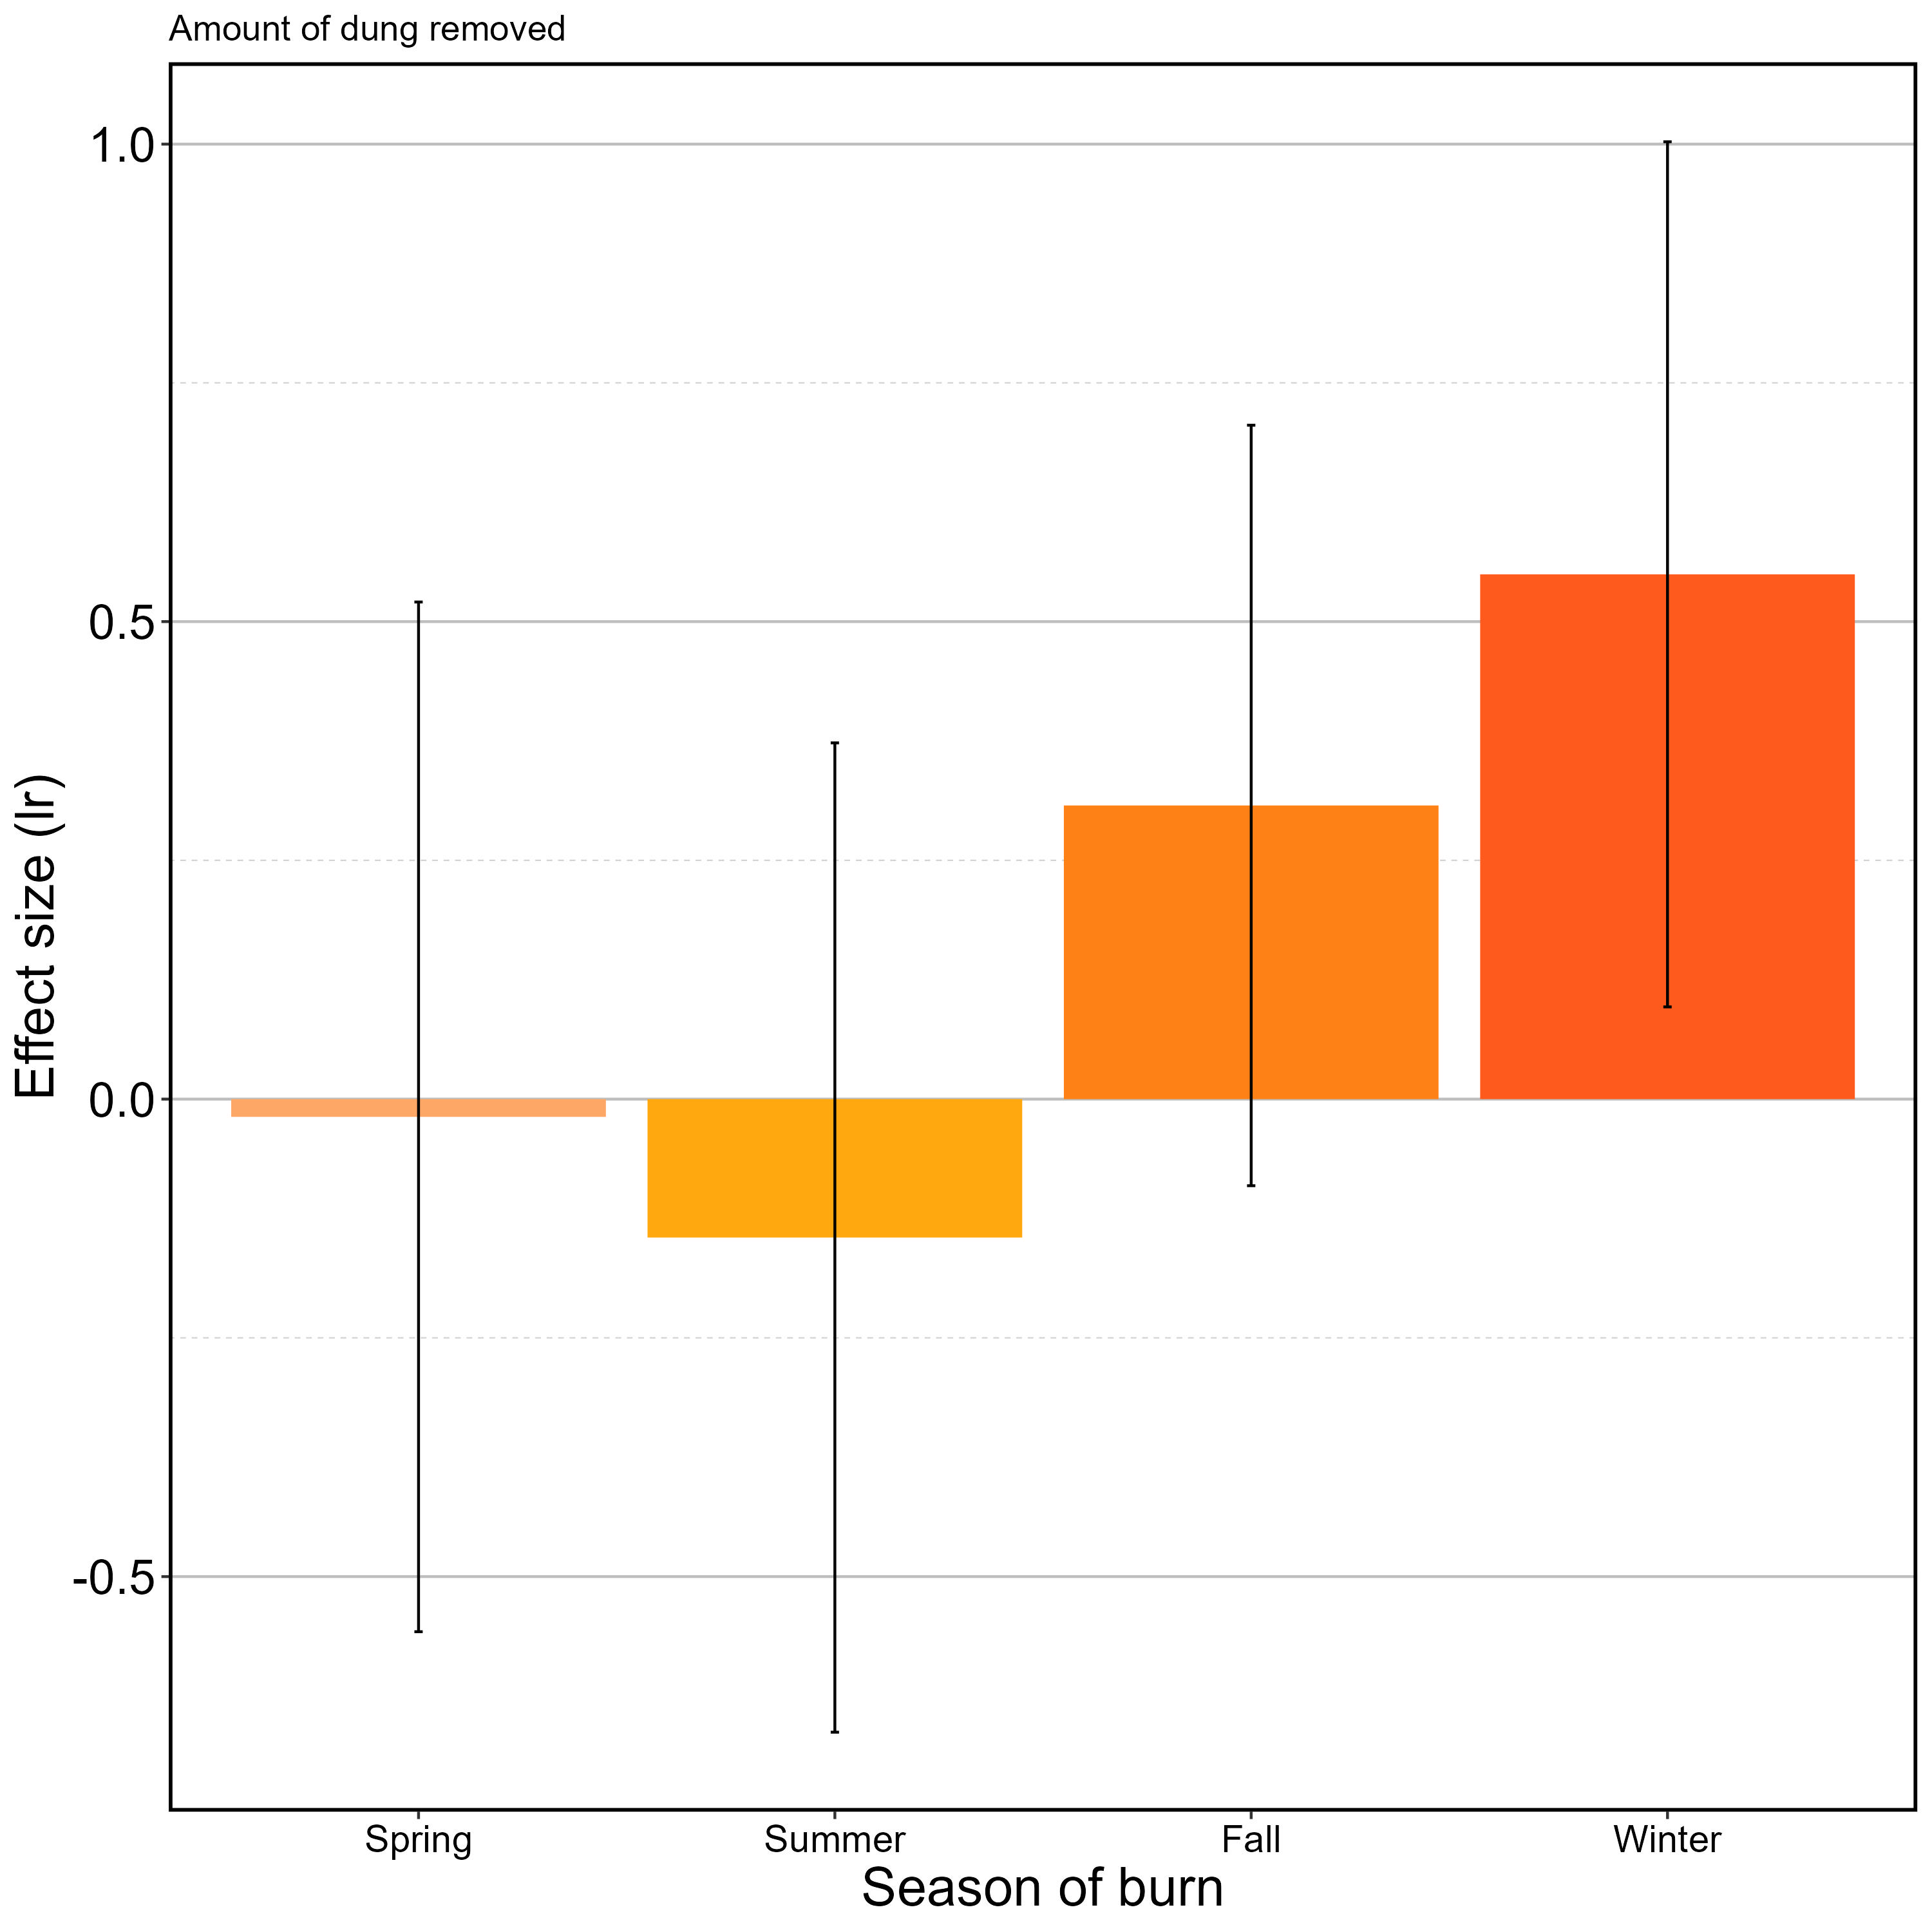 Amount of dung removed
1.0
0.5
0.0
-0.5
Effect size (lr)
Spring
Summer
Fall
Winter
Season of burn